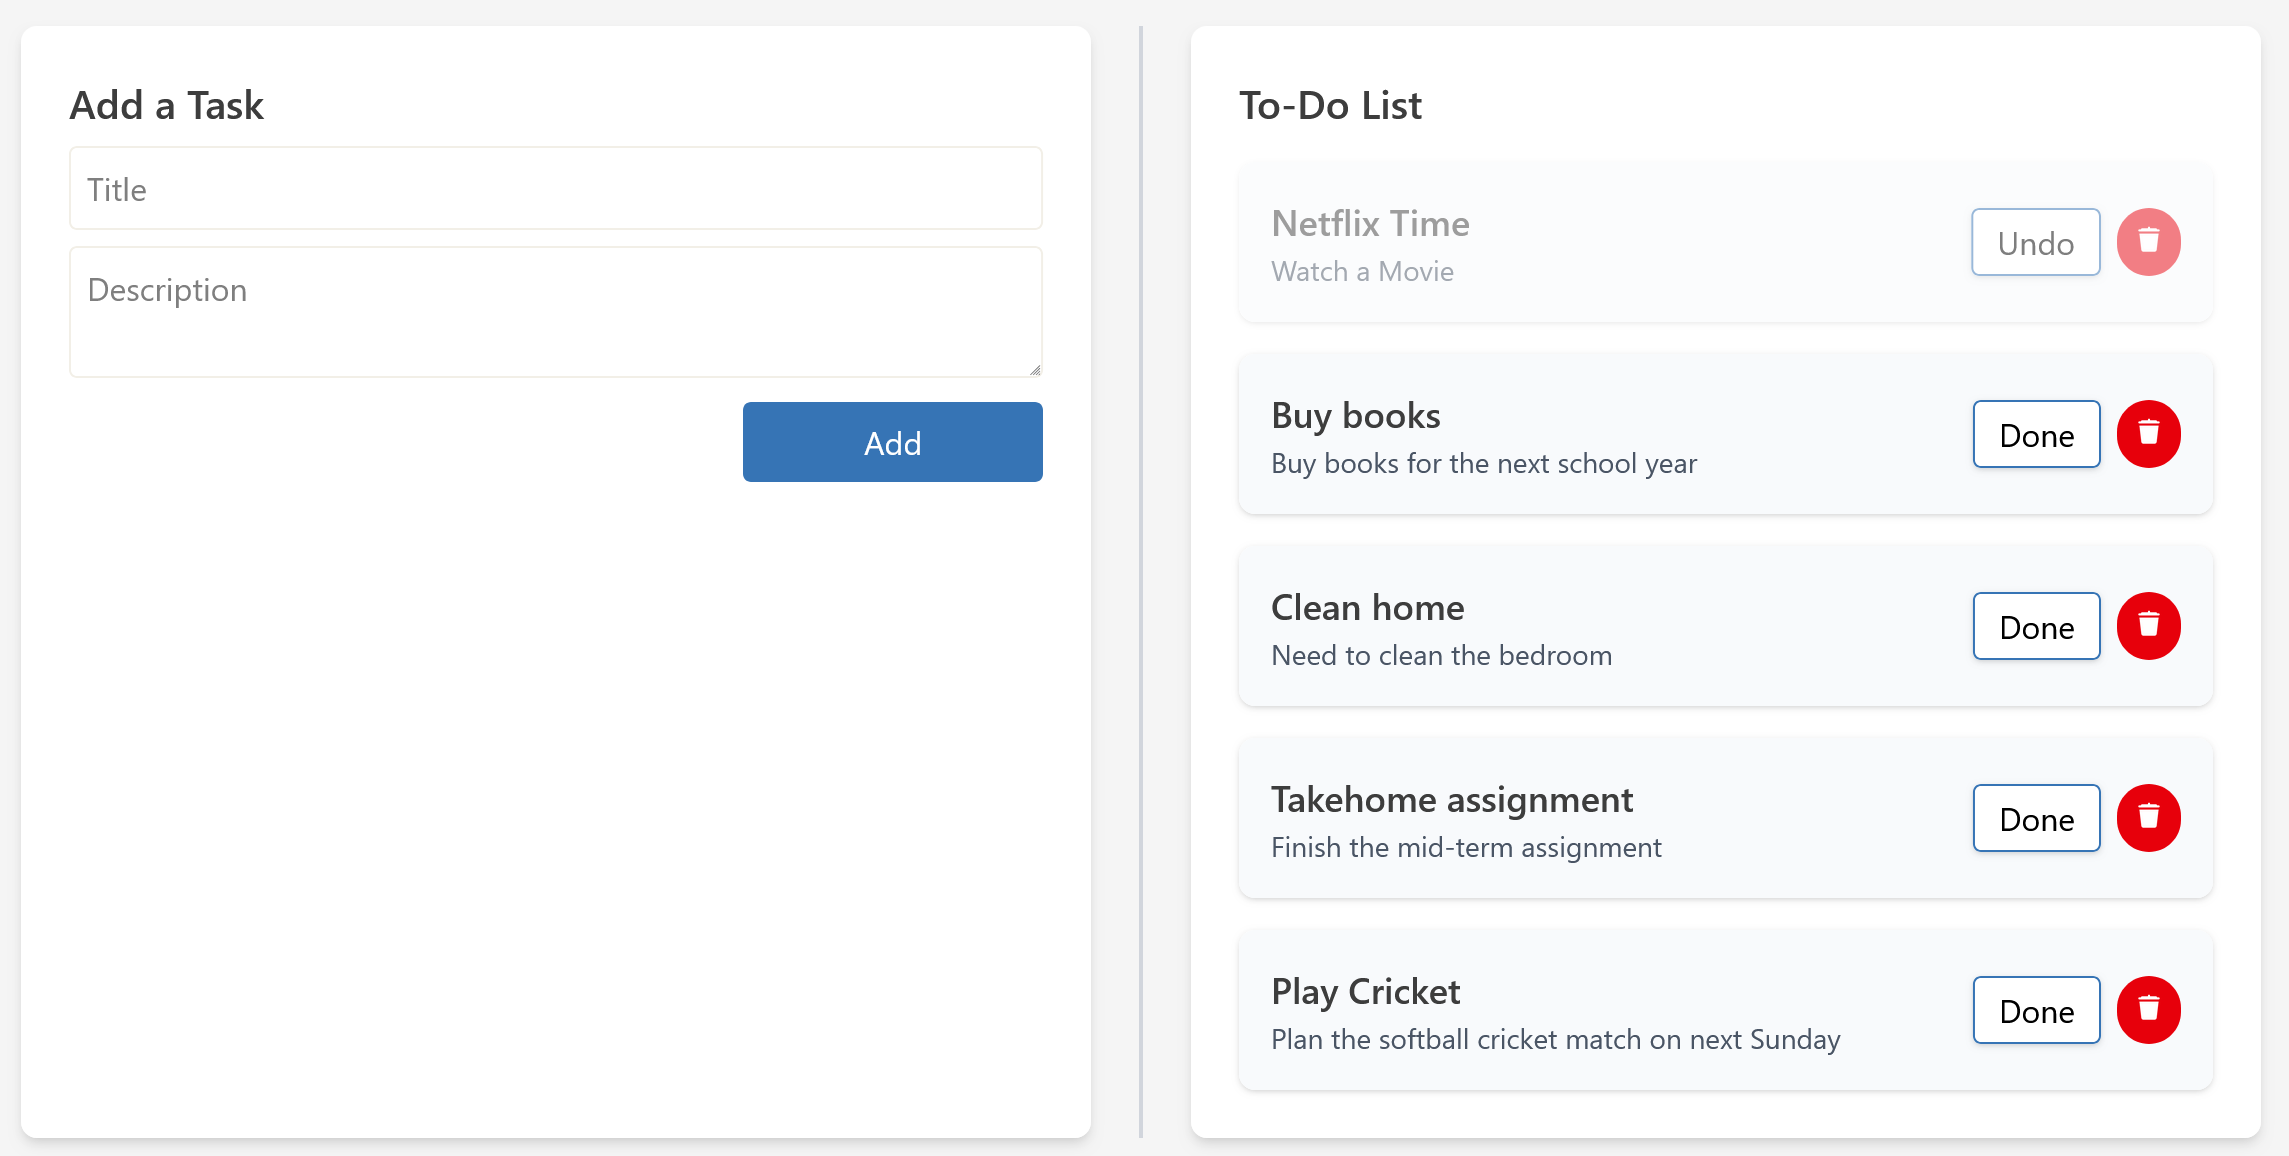 Add a Task
Title
Description
Add
To-Do List
Netflix Time
Watch a Movie
Undo
Buy books
Buy books for the next school year
Done
Clean home
Need to clean the bedroom
Done
Takehome assignment
Finish the mid-term assignment
Done
Play Cricket
Plan the softball cricket match on next Sunday
Done